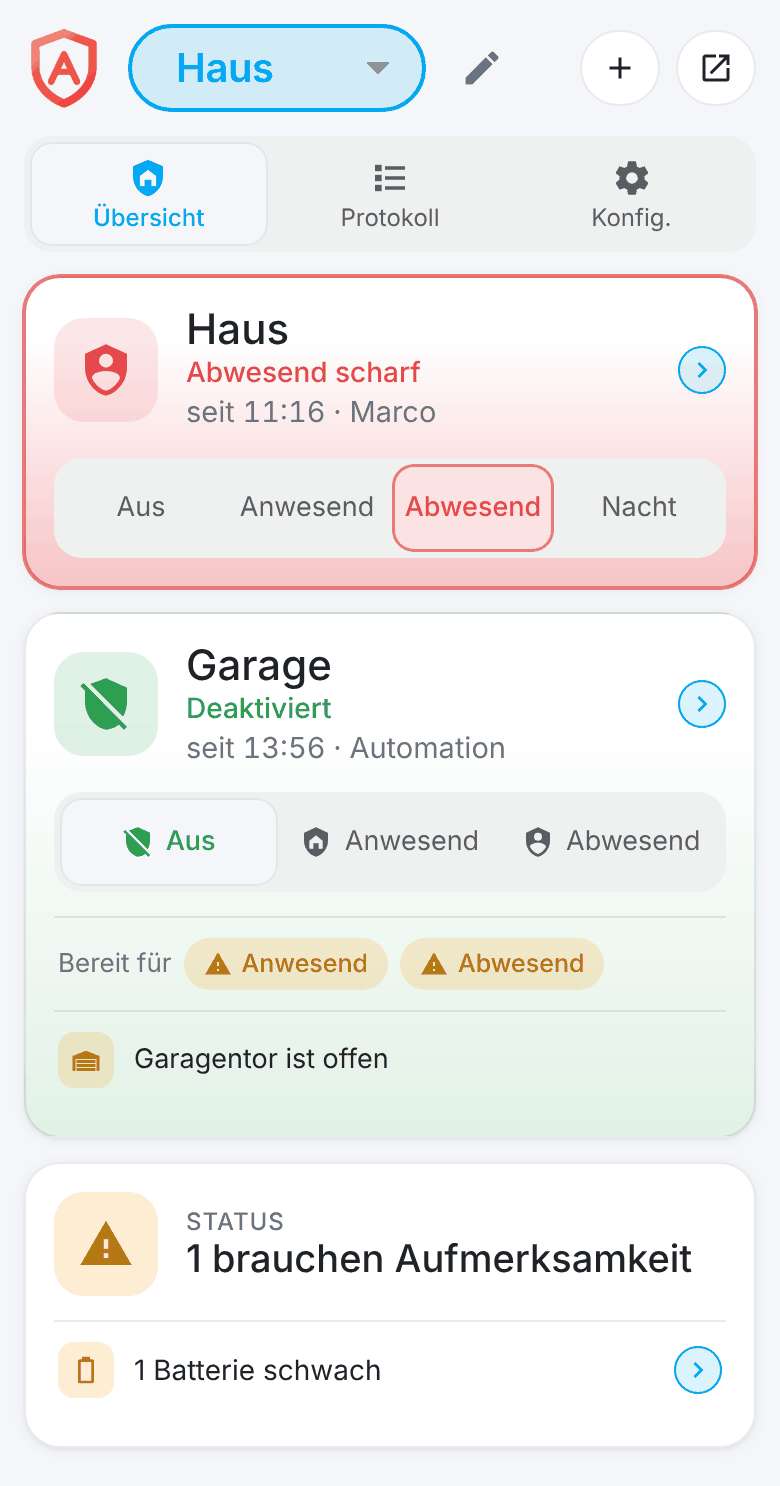 Haus
Übersicht
Protokoll
Konfig.
Haus
Abwesend scharf
seit 11:16 · Marco
Aus
Anwesend
Abwesend
Nacht
Garage
Deaktiviert
seit 13:56 · Automation
Aus
Anwesend
Abwesend
Bereit für
Anwesend
Abwesend
Garagentor ist offen
STATUS
1 brauchen Aufmerksamkeit
1 Batterie schwach